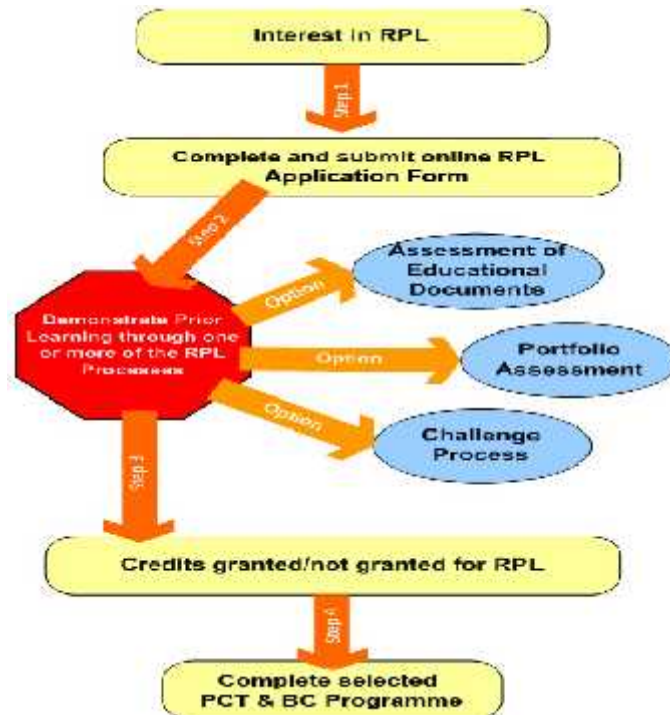 Interest in RPL
Step 1
Complete and submit online RPL
Application Form
Step 2
Demonstrate Prior
Learning through one
or more of the RPL
Processes
Option
Assessment of
Educational
Documents
Option
Portfolio
Assessment
Option
Challenge
Process
Step 3
Credits granted/not granted for RPL
Step 4
Complete selected
PCT & BC Programme